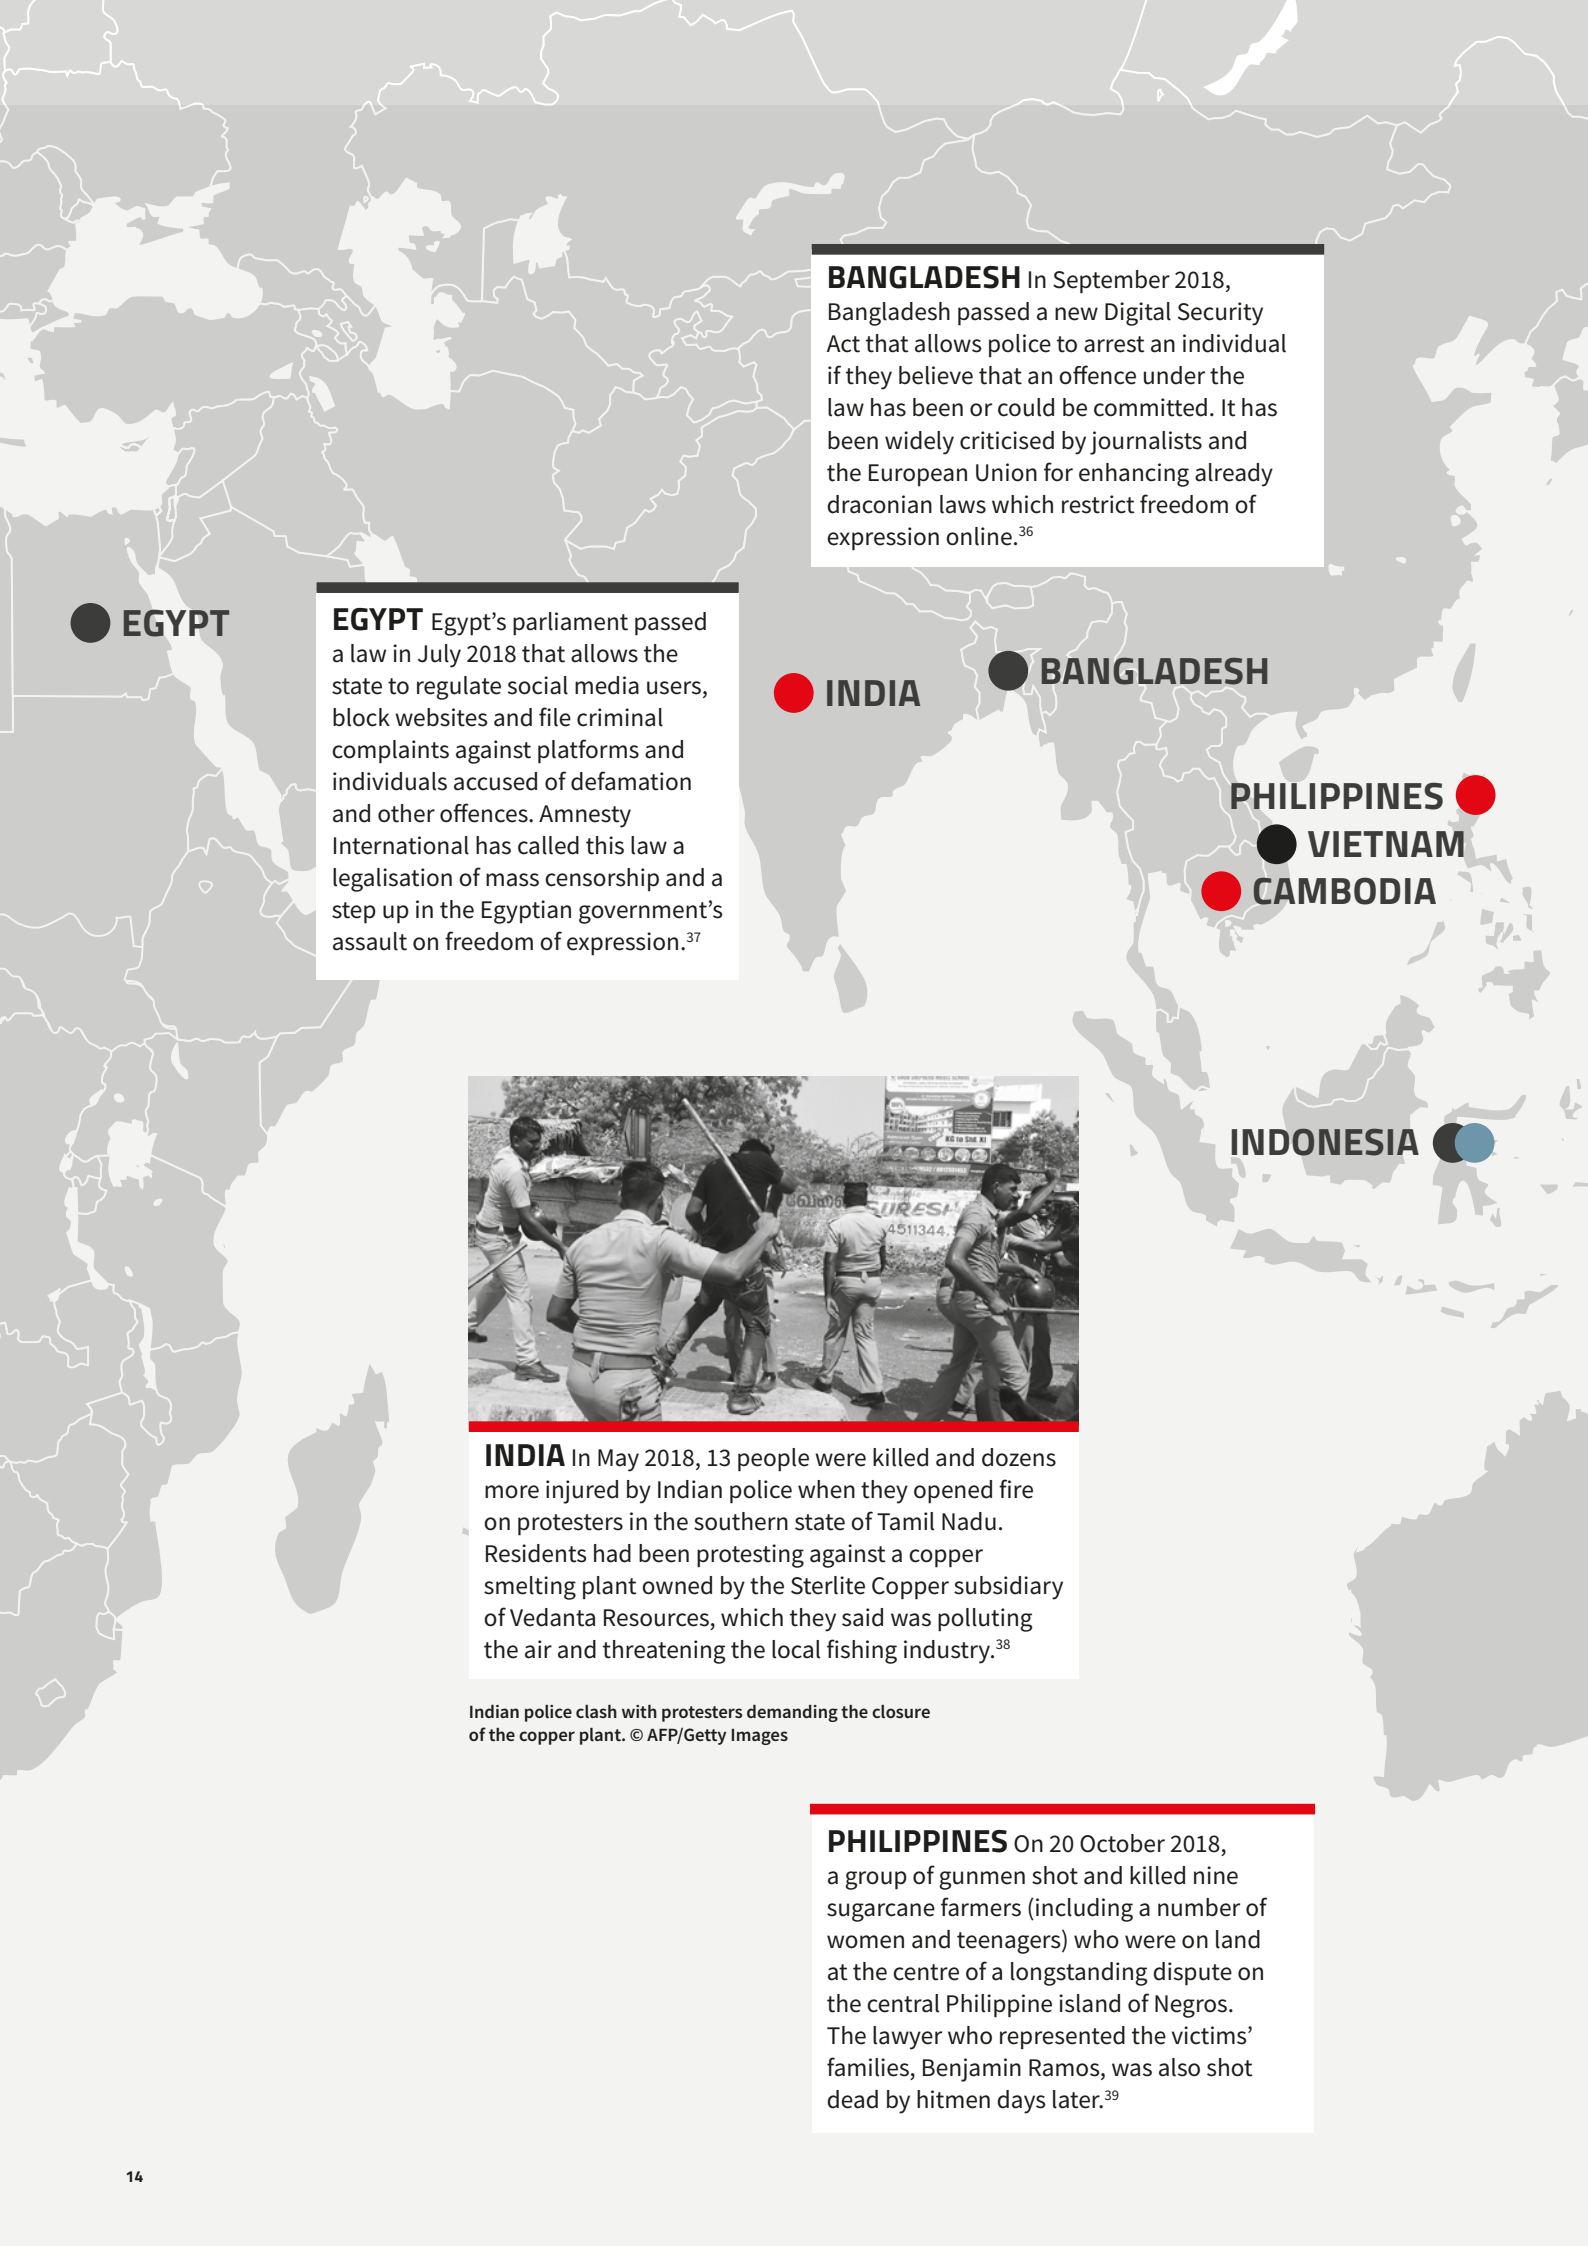 BANGLADESH In September 2018,
Bangladesh passed a new Digital Security
Act that allows police to arrest an individual
if they believe that an offence under the
law has been or could be committed. It has
been widely criticised by journalists and
the European Union for enhancing already
draconian laws which restrict freedom of
expression online.36
EGYPT
EGYPT Egypt’s parliament passed
a law in July 2018 that allows the
state to regulate social media users,
block websites and file criminal
complaints against platforms and
individuals accused of defamation
and other offences. Amnesty
International has called this law a
legalisation of mass censorship and a
step up in the Egyptian government’s
assault on freedom of expression.37
INDIA
BANGLADESH
PHILIPPINES
VIETNAM
CAMBODIA
INDONESIA
KG to Std. XI
SURESH
4511344.
INDIA In May 2018, 13 people were killed and dozens
more injured by Indian police when they opened fire
on protesters in the southern state of Tamil Nadu.
Residents had been protesting against a copper
smelting plant owned by the Sterlite Copper subsidiary
of Vedanta Resources, which they said was polluting
the air and threatening the local fishing industry.38
Indian police clash with protesters demanding the closure
of the copper plant. © AFP/Getty Images
PHILIPPINES On 20 October 2018,
a group of gunmen shot and killed nine
sugarcane farmers (including a number of
women and teenagers) who were on land
at the centre of a longstanding dispute on
the central Philippine island of Negros.
The lawyer who represented the victims’
families, Benjamin Ramos, was also shot
dead by hitmen days later.39
14